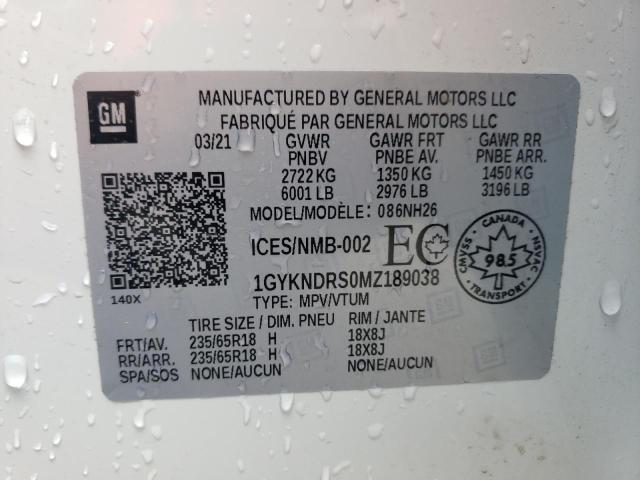 GM
MANUFACTURED BY GENERAL MOTORS LLC
FABRIQUÉ PAR GENERAL MOTORS LLC
03/21 GVWR GAWR FRT GAWR RR
PNBV PNBE AV. PNBE ARR.
2722 KG 1350 KG 1450 KG
6001 LB 2976 LB 3196 LB
MODEL/MODÈLE: 086NH26
ICES/NMB-002 EC
CANADA
CMVSS 985 NSVAC
TRANSPORT
1GYKNDRS0MZ189038
140X TYPE: MPV/VTUM
TIRE SIZE / DIM. PNEU RIM / JANTE
FRT/AV. 235/65R18 H 18X8J
RR/ARR. 235/65R18 H 18X8J
SPA/SOS NONE/AUCUN NONE/AUCUN